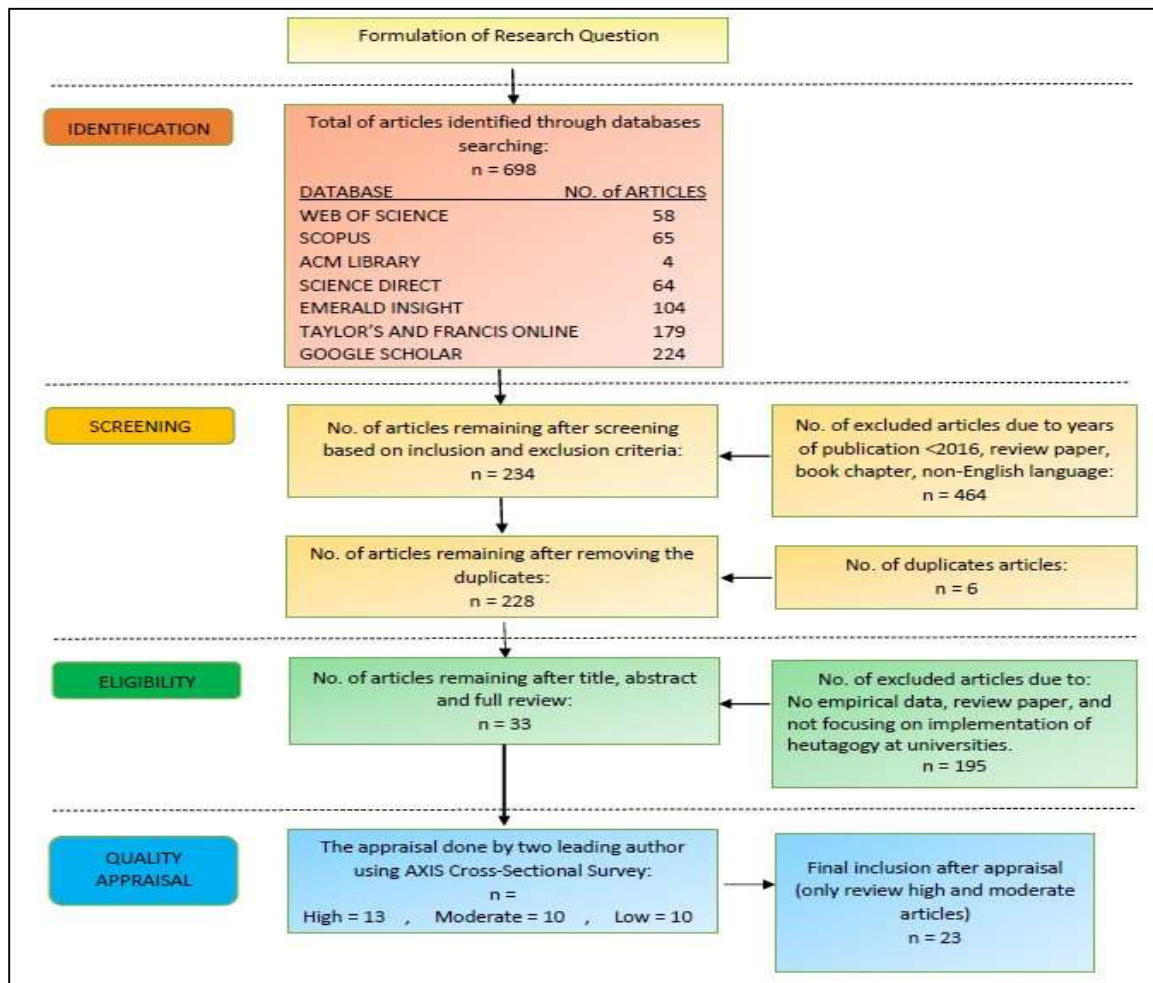 Formulation of Research Question
IDENTIFICATION
Total of articles identified through databases
searching:
n = 698
DATABASE NO. of ARTICLES
WEB OF SCIENCE 58
SCOPUS 65
ACM LIBRARY 4
SCIENCE DIRECT 64
EMERALD INSIGHT 104
TAYLOR'S AND FRANCIS ONLINE 179
GOOGLE SCHOLAR 224
SCREENING
No. of articles remaining after screening
based on inclusion and exclusion criteria:
n = 234
No. of excluded articles due to years
of publication <2016, review paper,
book chapter, non-English language:
n = 464
No. of articles remaining after removing the
duplicates:
n = 228
No. of duplicates articles:
n = 6
ELIGIBILITY
No. of articles remaining after title, abstract
and full review:
n = 33
No. of excluded articles due to:
No empirical data, review paper, and
not focusing on implementation of
heutagogy at universities.
n = 195
QUALITY
APPRAISAL
The appraisal done by two leading author
using AXIS Cross-Sectional Survey:
n =
High = 13 , Moderate = 10 , Low = 10
Final inclusion after appraisal
(only review high and moderate
articles)
n = 23